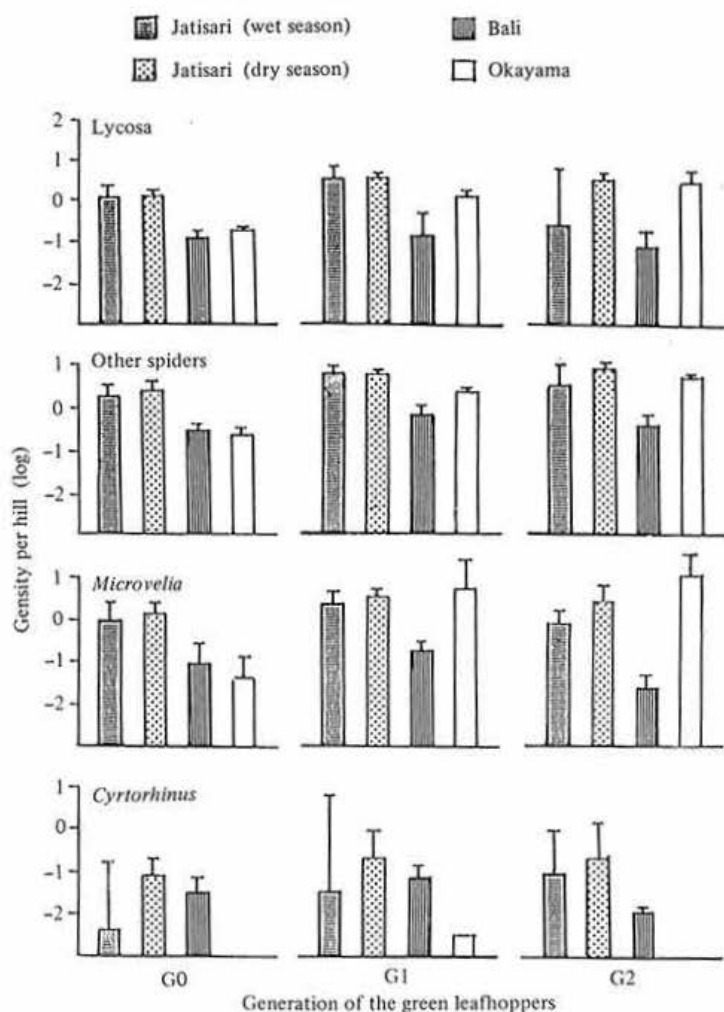 Jatisari (wet season) Bali
Jatisari (dry season) Okayama
2
Lycosa
1
0
-1
-2
Other spiders
1
0
-1
-2
Microvelia
1
0
-1
-2
Cyrtorhinus
1
0
-1
-2
Gensity per hill (log)
G0 G1 G2
Generation of the green leafhoppers